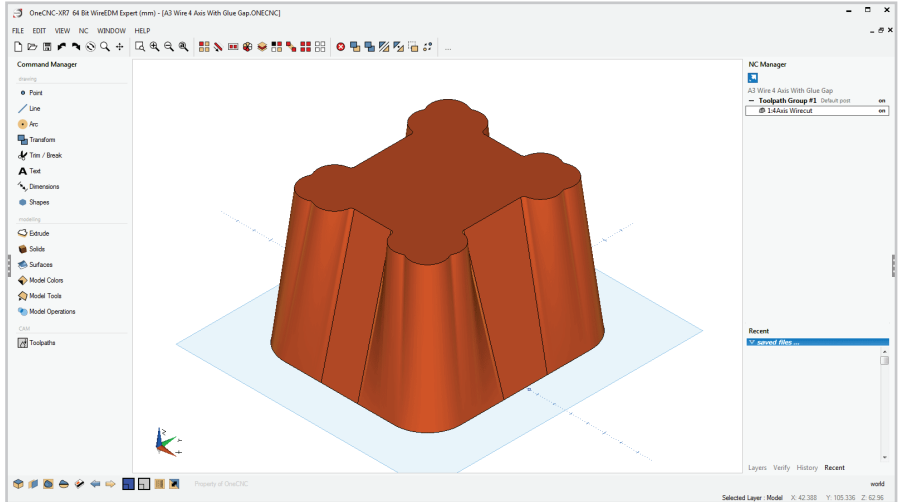 OneCNC-XR7 64 Bit WireEDM Expert (mm) - [A3 Wire 4 Axis With Glue Gap.ONECNC]
FILE EDIT VIEW NC WINDOW HELP
Command Manager
drawing
Point
Line
Arc
Transform
Trim / Break
Text
Dimensions
Shapes
modelling
Extrude
Solids
Surfaces
Model Colors
Model Tools
Model Operations
CAM
Toolpaths
NC Manager
A3 Wire 4 Axis With Glue Gap
Toolpath Group #1 Default post on
1:4Axis Wirecut on
Recent
saved files ...
Layers Verify History Recent
Property of OneCNC
world
Selected Layer : Model X: 42.388 Y: 105.336 Z: 62.96